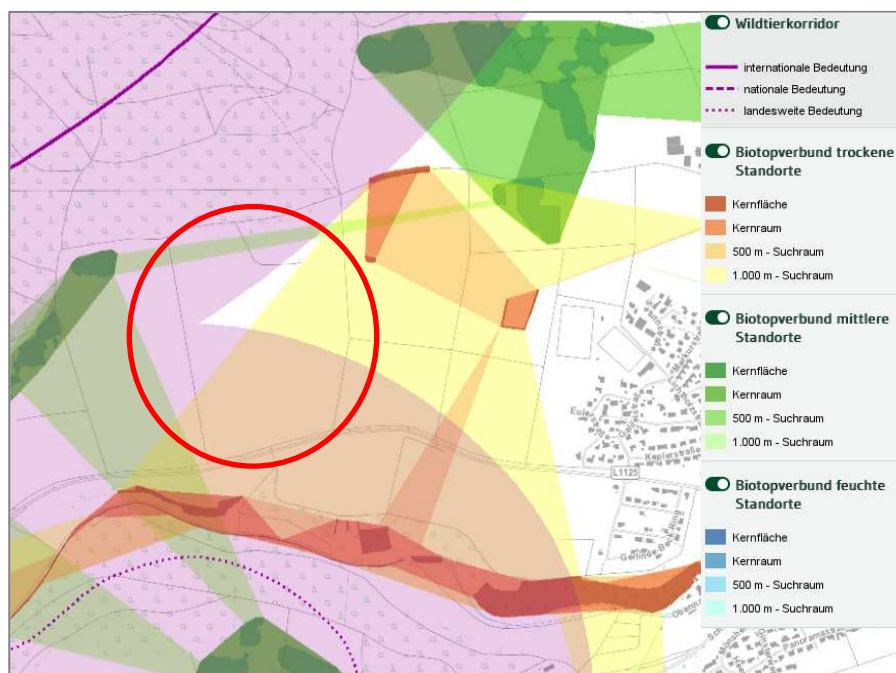 Wildtierkorridor
internationale Bedeutung
nationale Bedeutung
landesweite Bedeutung
Biotopverbund trockene
Standorte
Kernfläche
Kernraum
500 m - Suchraum
1.000 m - Suchraum
Biotopverbund mittlere
Standorte
Kernfläche
Kernraum
500 m - Suchraum
1.000 m - Suchraum
Biotopverbund feuchte
Standorte
Kernfläche
Kernraum
500 m - Suchraum
1.000 m - Suchraum
Keplerstraße
L1125